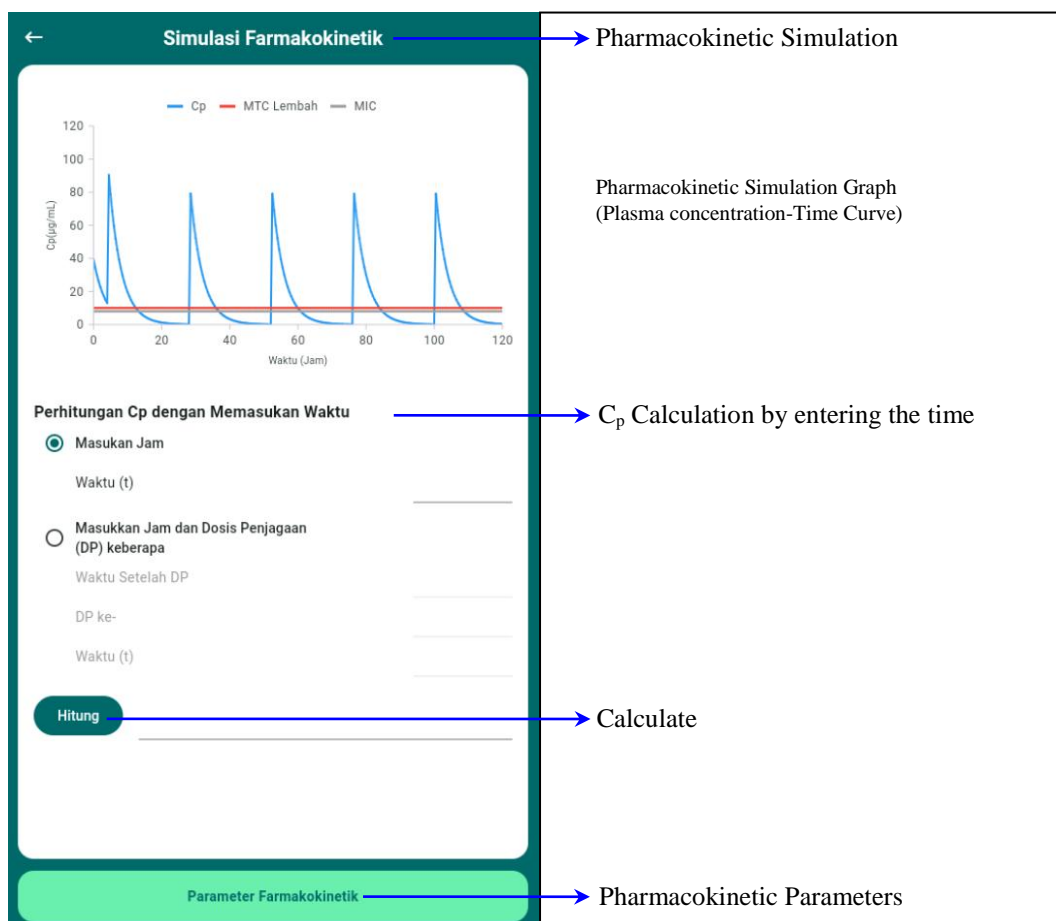 ←
Simulasi Farmakokinetik
Pharmacokinetic Simulation
Cp MTC Lembah MIC
120
100
80
60
40
20
0
Cp(µg/mL)
0 20 40 60 80 100 120
Waktu (Jam)
Pharmacokinetic Simulation Graph
(Plasma concentration-Time Curve)
Perhitungan Cp dengan Memasukan Waktu
Cp Calculation by entering the time
Masukan Jam
Waktu (t)
Masukkan Jam dan Dosis Penjagaan
(DP) keberapa
Waktu Setelah DP
DP ke-
Waktu (t)
Hitung
Calculate
Parameter Farmakokinetik
Pharmacokinetic Parameters